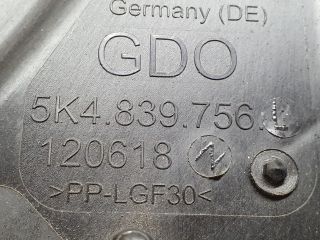 Germany (DE)
GDO
5K4.839.756.
120618
>PP-LGF30<